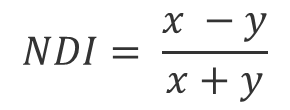 NDI = x − y / x + y